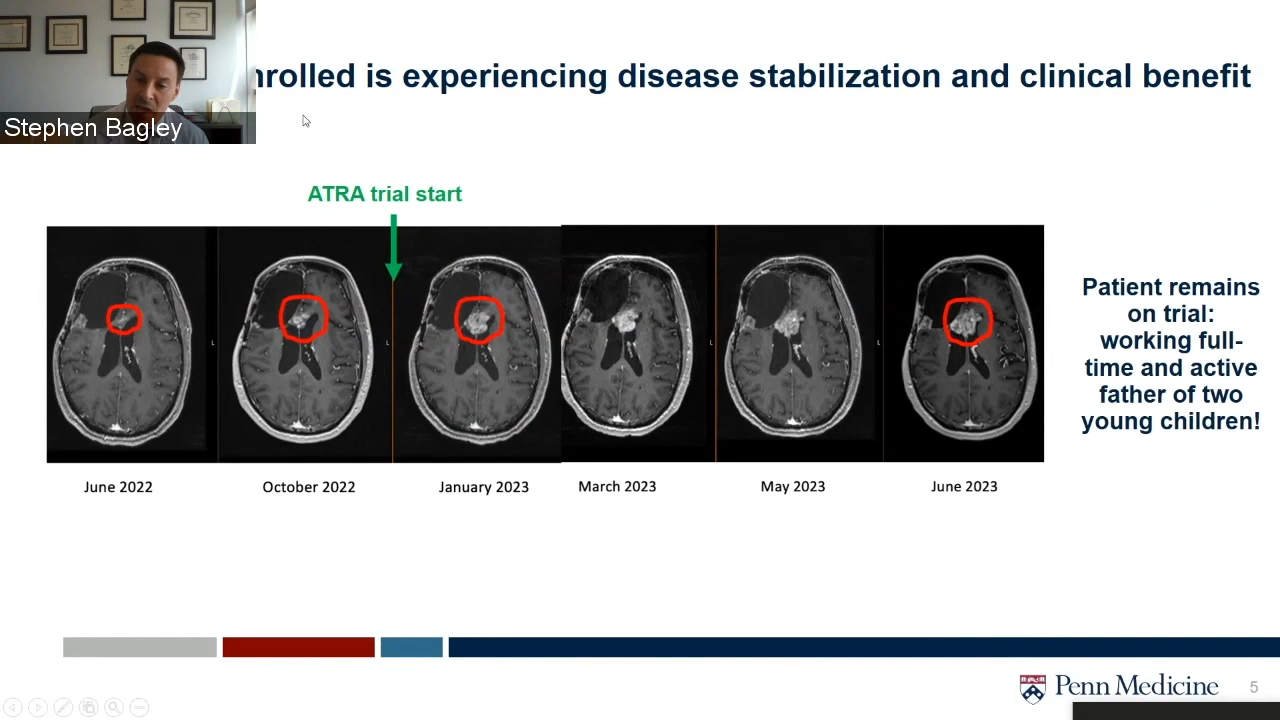 nrolled is experiencing disease stabilization and clinical benefit
Stephen Bagley
ATRA trial start
L
L
L
L
Patient remains
on trial:
working full-
time and active
father of two
young children!
June 2022
October 2022
January 2023
March 2023
May 2023
June 2023
Penn Medicine
5